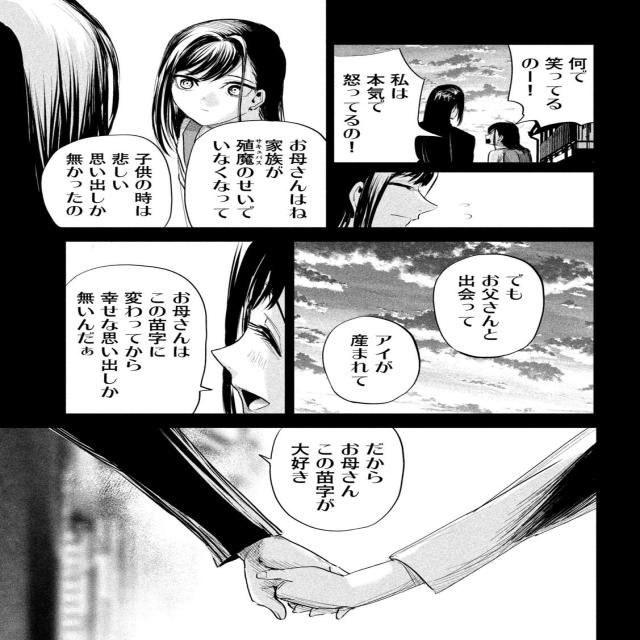 何で
笑ってる
のー！
私は
本気で
怒ってるの！
っっ
お母さんはね
家族が
殖魔のせいで
サキュバス
いなくなって
子供の時は
悲しい
思い出しか
無かったの
でも
お父さんと
出会って
アイが
産まれて
お母さんは
この苗字に
変わってから
幸せな思い出しか
無いんだぁ
だから
お母さん
この苗字が
大好き